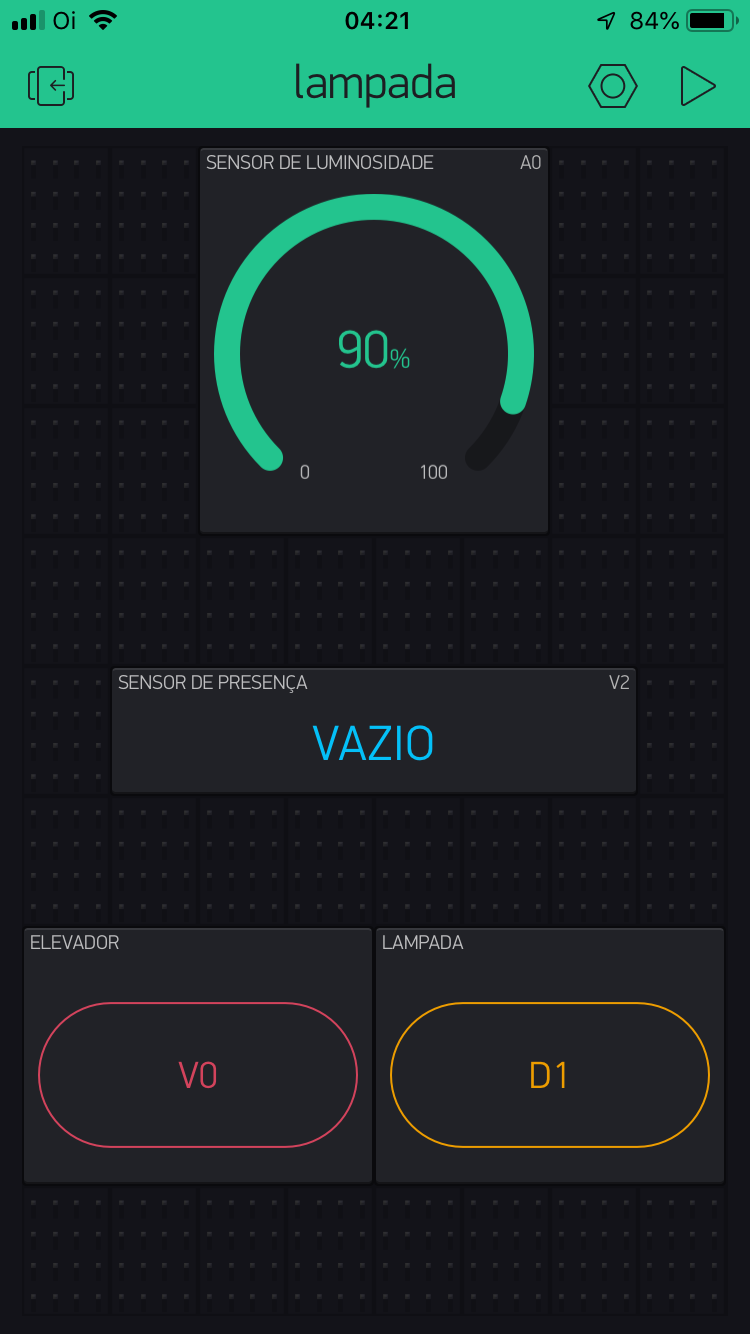 Oi 04:21 84%
lampada
SENSOR DE LUMINOSIDADE A0
90%
0 100
SENSOR DE PRESENÇA V2
VAZIO
ELEVADOR LAMPADA
V0 D1